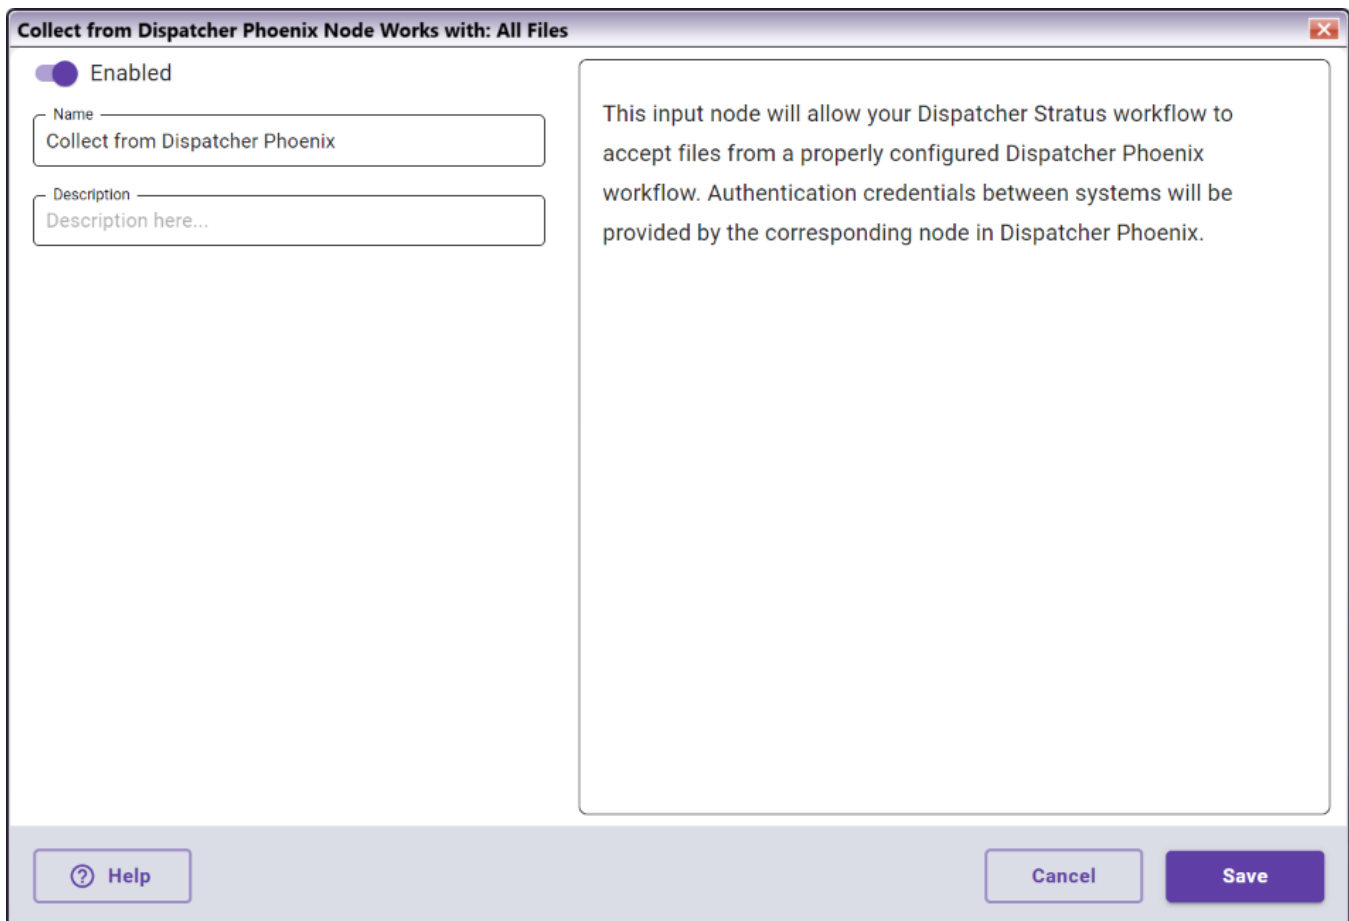 Collect from Dispatcher Phoenix Node Works with: All Files
Enabled
Name
Collect from Dispatcher Phoenix
Description
Description here...
This input node will allow your Dispatcher Stratus workflow to
accept files from a properly configured Dispatcher Phoenix
workflow. Authentication credentials between systems will be
provided by the corresponding node in Dispatcher Phoenix.
Help
Cancel
Save